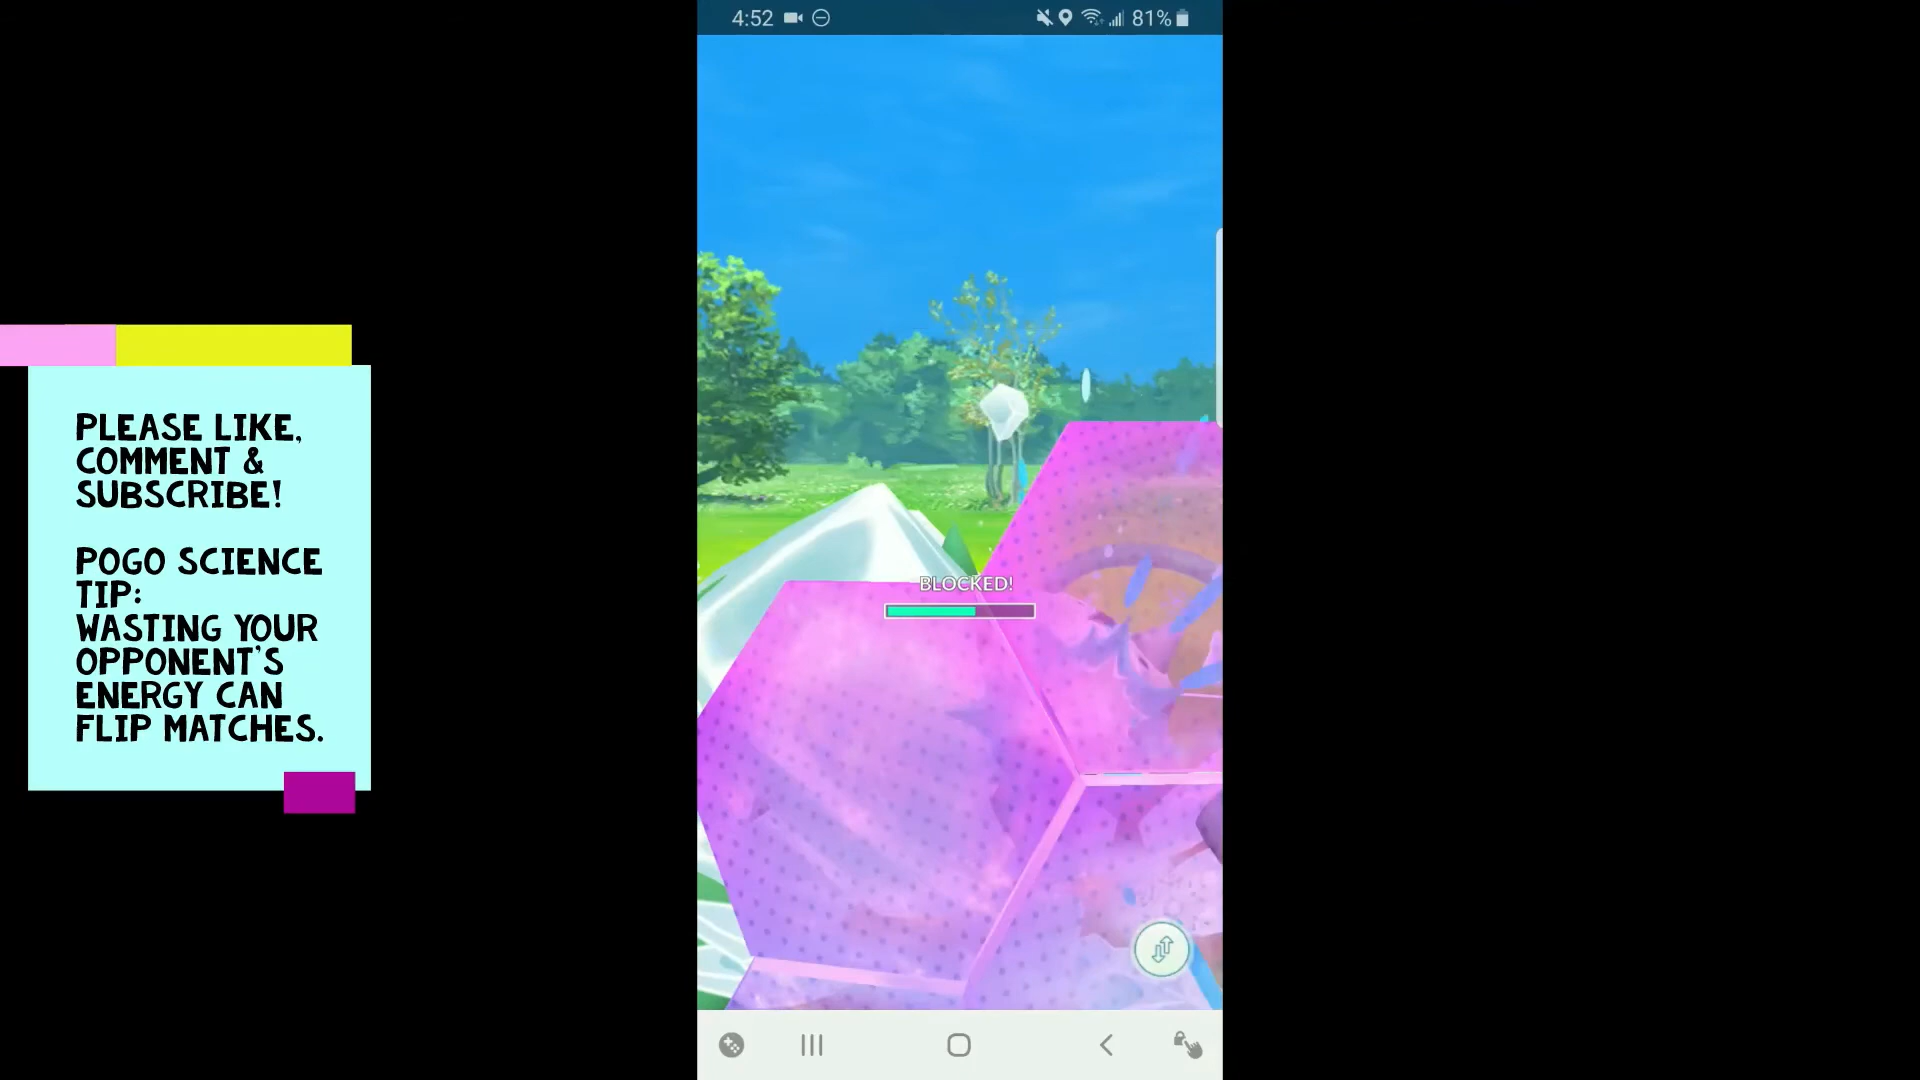 4:52
81%
PLEASE LIKE,
COMMENT &
SUBSCRIBE!
POGO SCIENCE
TIP:
WASTING YOUR
OPPONENT'S
ENERGY CAN
FLIP MATCHES.
BLOCKED!